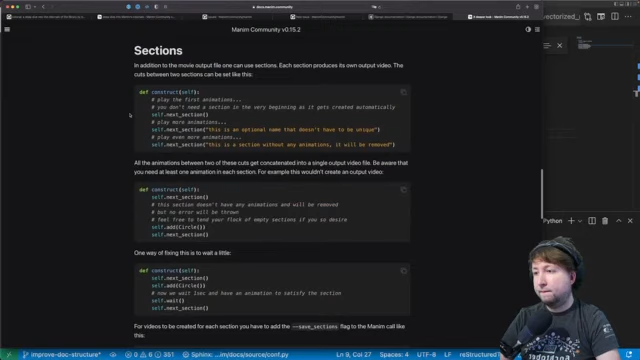 docs.manim.community
Manim Community v0.15.2
Sections
In addition to the movie output file one can use sections. Each section produces its own output video. The
cuts between two sections can be set like this:
def construct(self):
# play the first animations...
# you don't need a section in the very beginning as it gets created automatically
self.next_section()
# play more animations...
self.next_section("this is an optional name that doesn't have to be unique")
# play even more animations...
self.next_section("this is a section without any animations, it will be removed")
All the animations between two of these cuts get concatenated into a single output video file. Be aware that
you need at least one animation in each section. For example this wouldn't create an output video:
def construct(self):
self.next_section()
# this section doesn't have any animations and will be removed
# but no error will be thrown
# feel free to tend your flock of empty sections if you so desire
self.add(Circle())
self.next_section()
One way of fixing this is to wait a little:
def construct(self):
self.next_section()
self.add(Circle())
# now we wait 1sec and have an animation to satisfy the section
self.wait()
self.next_section()
For videos to be created for each section you have to add the --save_sections flag to the Manim call like
this:
Python
improve-doc-structure*
Sphinx:
/docs/source/conf.py
Ln 9, Col 1
reStructured